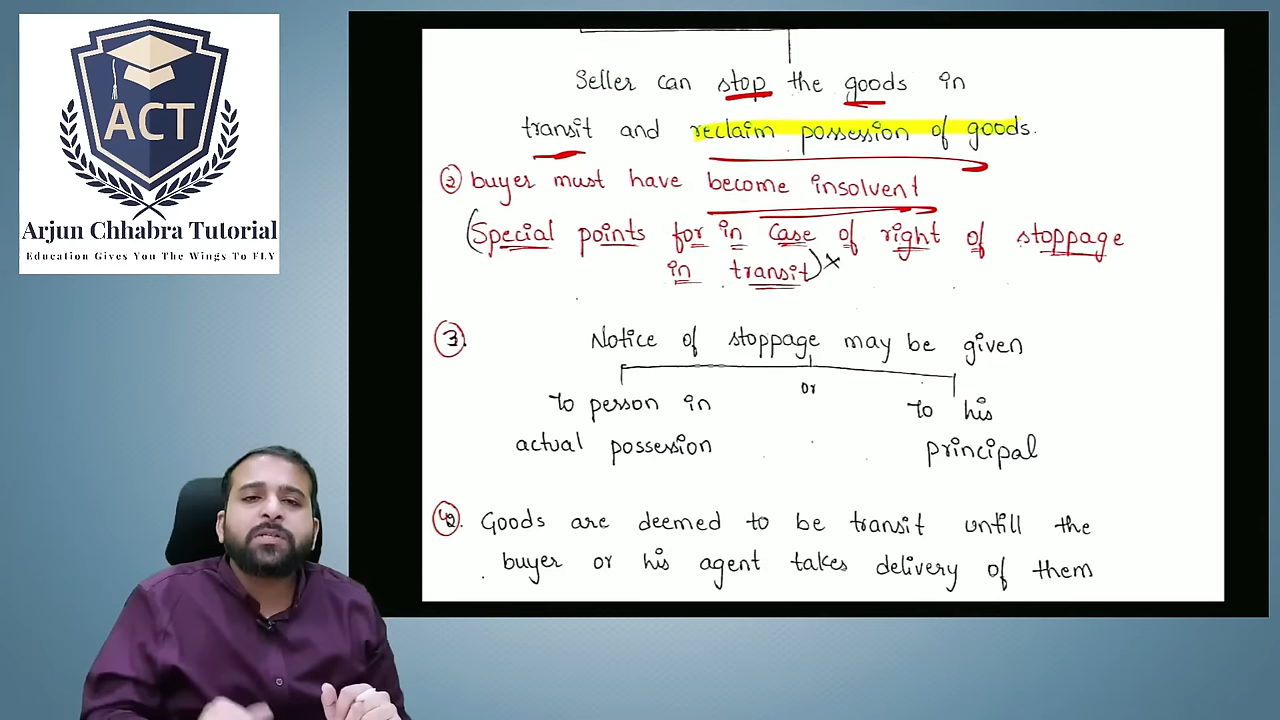 ACT
Arjun Chhabra Tutorial
Education Gives You The Wings To FLY
Seller can stop the goods in
transit and reclaim possession of goods.
② buyer must have become insolvent
(Special points for in case of right of stoppage
in transit) x
3. Notice of stoppage may be given
or
To person in
actual possession
To his
principal
Goods are deemed to be transit untill the
buyer or his agent takes delivery of them